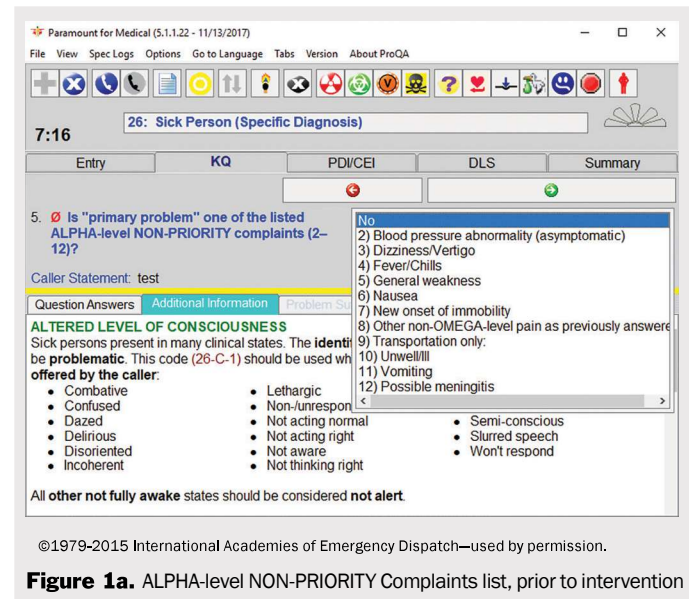 Paramount for Medical (5.1.1.22 - 11/13/2017)
File View Spec Logs Options Go to Language Tabs Version About ProQA
7:16
26: Sick Person (Specific Diagnosis)
Entry KQ PDI/CEI DLS Summary
5. Ø Is "primary problem" one of the listed
ALPHA-level NON-PRIORITY complaints (2–
12)?
Caller Statement: test
No
2) Blood pressure abnormality (asymptomatic)
3) Dizziness/Vertigo
4) Fever/Chills
5) General weakness
6) Nausea
7) New onset of immobility
8) Other non-OMEGA-level pain as previously answere
9) Transportation only:
10) Unwell/Ill
11) Vomiting
12) Possible meningitis
Question Answers Additional Information Problem Su
ALTERED LEVEL OF CONSCIOUSNESS
Sick persons present in many clinical states. The identif
be problematic. This code (26-C-1) should be used wh
offered by the caller:
• Combative • Lethargic
• Confused • Non-/unrespon
• Dazed • Not acting normal • Semi-conscious
• Delirious • Not acting right • Slurred speech
• Disoriented • Not aware • Won't respond
• Incoherent • Not thinking right
All other not fully awake states should be considered not alert.
©1979-2015 International Academies of Emergency Dispatch—used by permission.
Figure 1a. ALPHA-level NON-PRIORITY Complaints list, prior to intervention